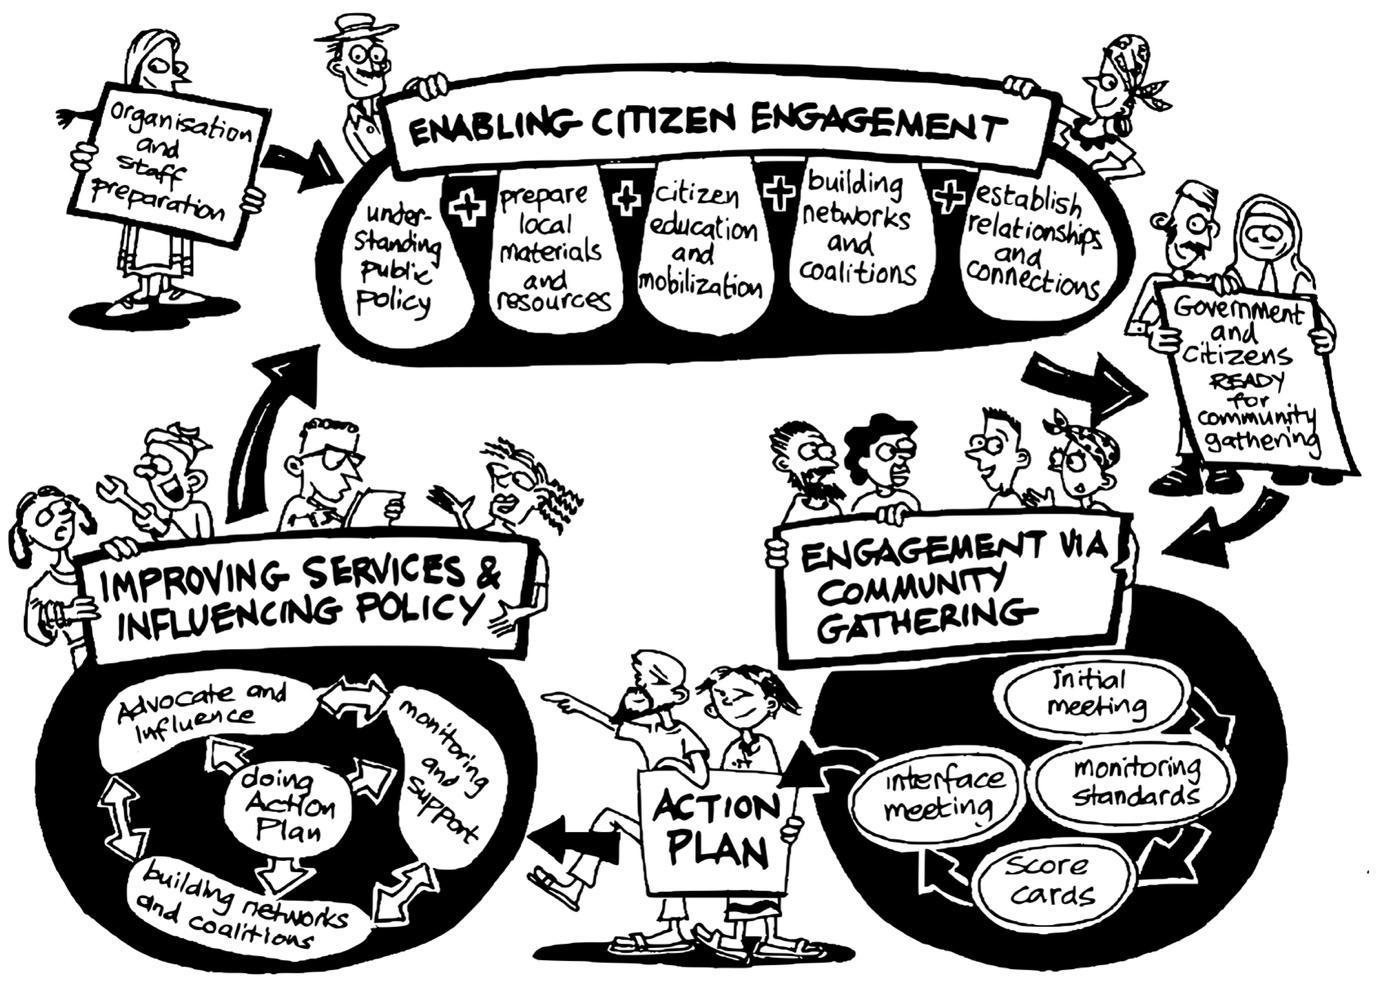 organisation
and
staff
preparation
ENABLING CITIZEN ENGAGEMENT
under-
standing
public
policy
+
prepare
local
materials
and
resources
+
citizen
education
and
mobilization
+
building
networks
and
coalitions
+
establish
relationships
and
connections
Government
and
citizens
READY
for
community
gathering
ENGAGEMENT VIA
COMMUNITY
GATHERING
Initial
meeting
monitoring
standards
Score
cards
interface
meeting
ACTION
PLAN
IMPROVING SERVICES &
INFLUENCING POLICY
Advocate and
Influence
monitoring
and
support
doing
Action
Plan
building networks
and coalitions